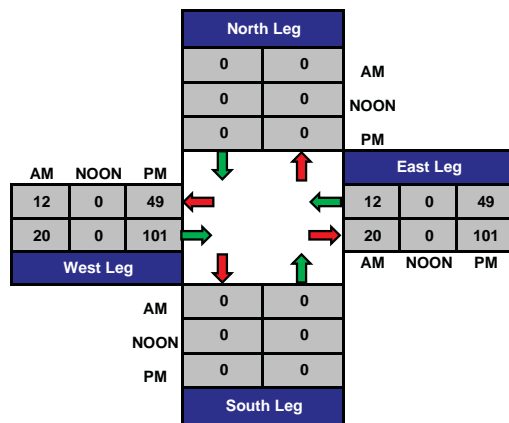 North Leg
0 0
AM
0 0
NOON
0 0
PM
AM NOON PM
East Leg
12 0 49
12 0 49
20 0 101
20 0 101
West Leg
AM NOON PM
0 0
AM
0 0
NOON
0 0
PM
South Leg